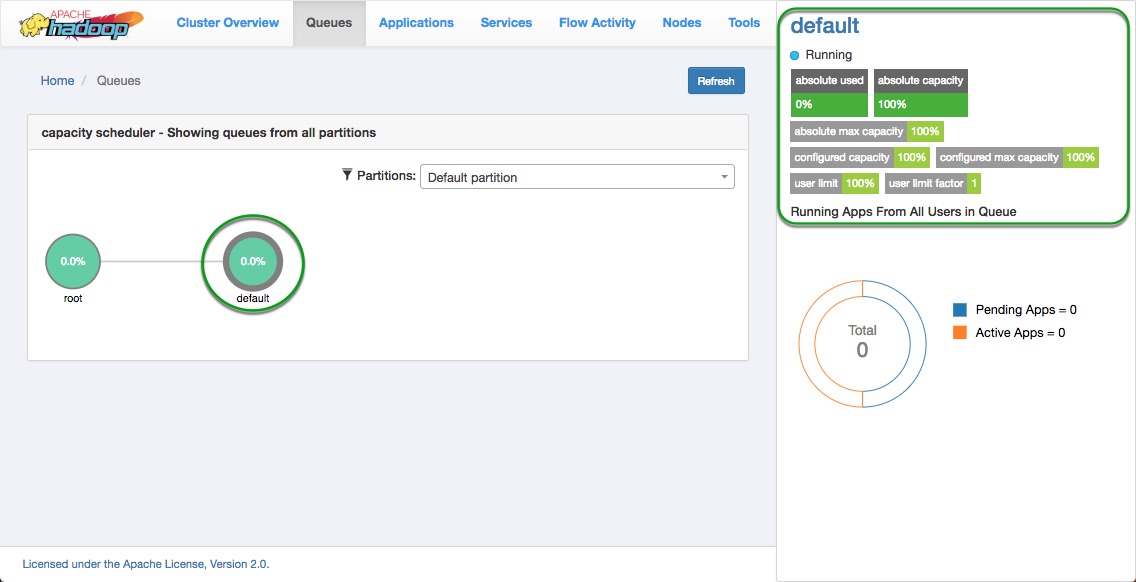 APACHE
hadoop
Cluster Overview Queues Applications Services Flow Activity Nodes Tools
Home / Queues
Refresh
capacity scheduler - Showing queues from all partitions
Partitions: Default partition
0.0%
root
0.0%
default
Licensed under the Apache License, Version 2.0.
default
Running
absolute used absolute capacity
0% 100%
absolute max capacity 100%
configured capacity 100% configured max capacity 100%
user limit 100% user limit factor 1
Running Apps From All Users in Queue
Total
0
Pending Apps = 0
Active Apps = 0